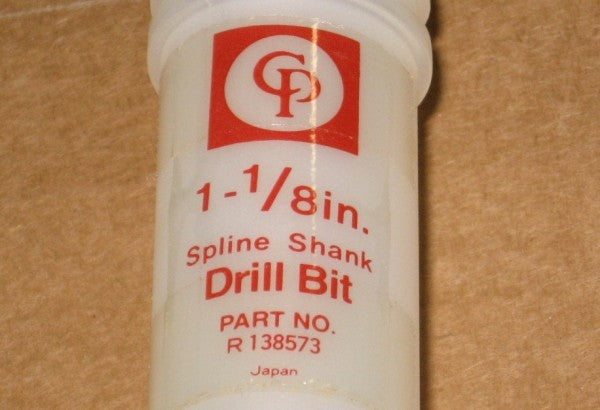 CP
1-1/8in.
Spline Shank
Drill Bit
PART NO.
R 138573
Japan